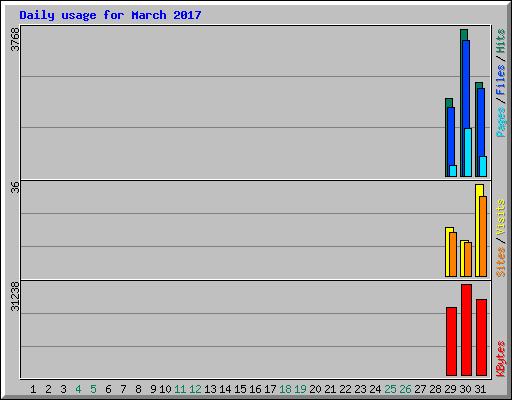 Daily usage for March 2017
3768
36
31238
Pages / Files / Hits
Sites / Visits
KBytes
1 2 3 4 5 6 7 8 9 10 11 12 13 14 15 16 17 18 19 20 21 22 23 24 25 26 27 28 29 30 31